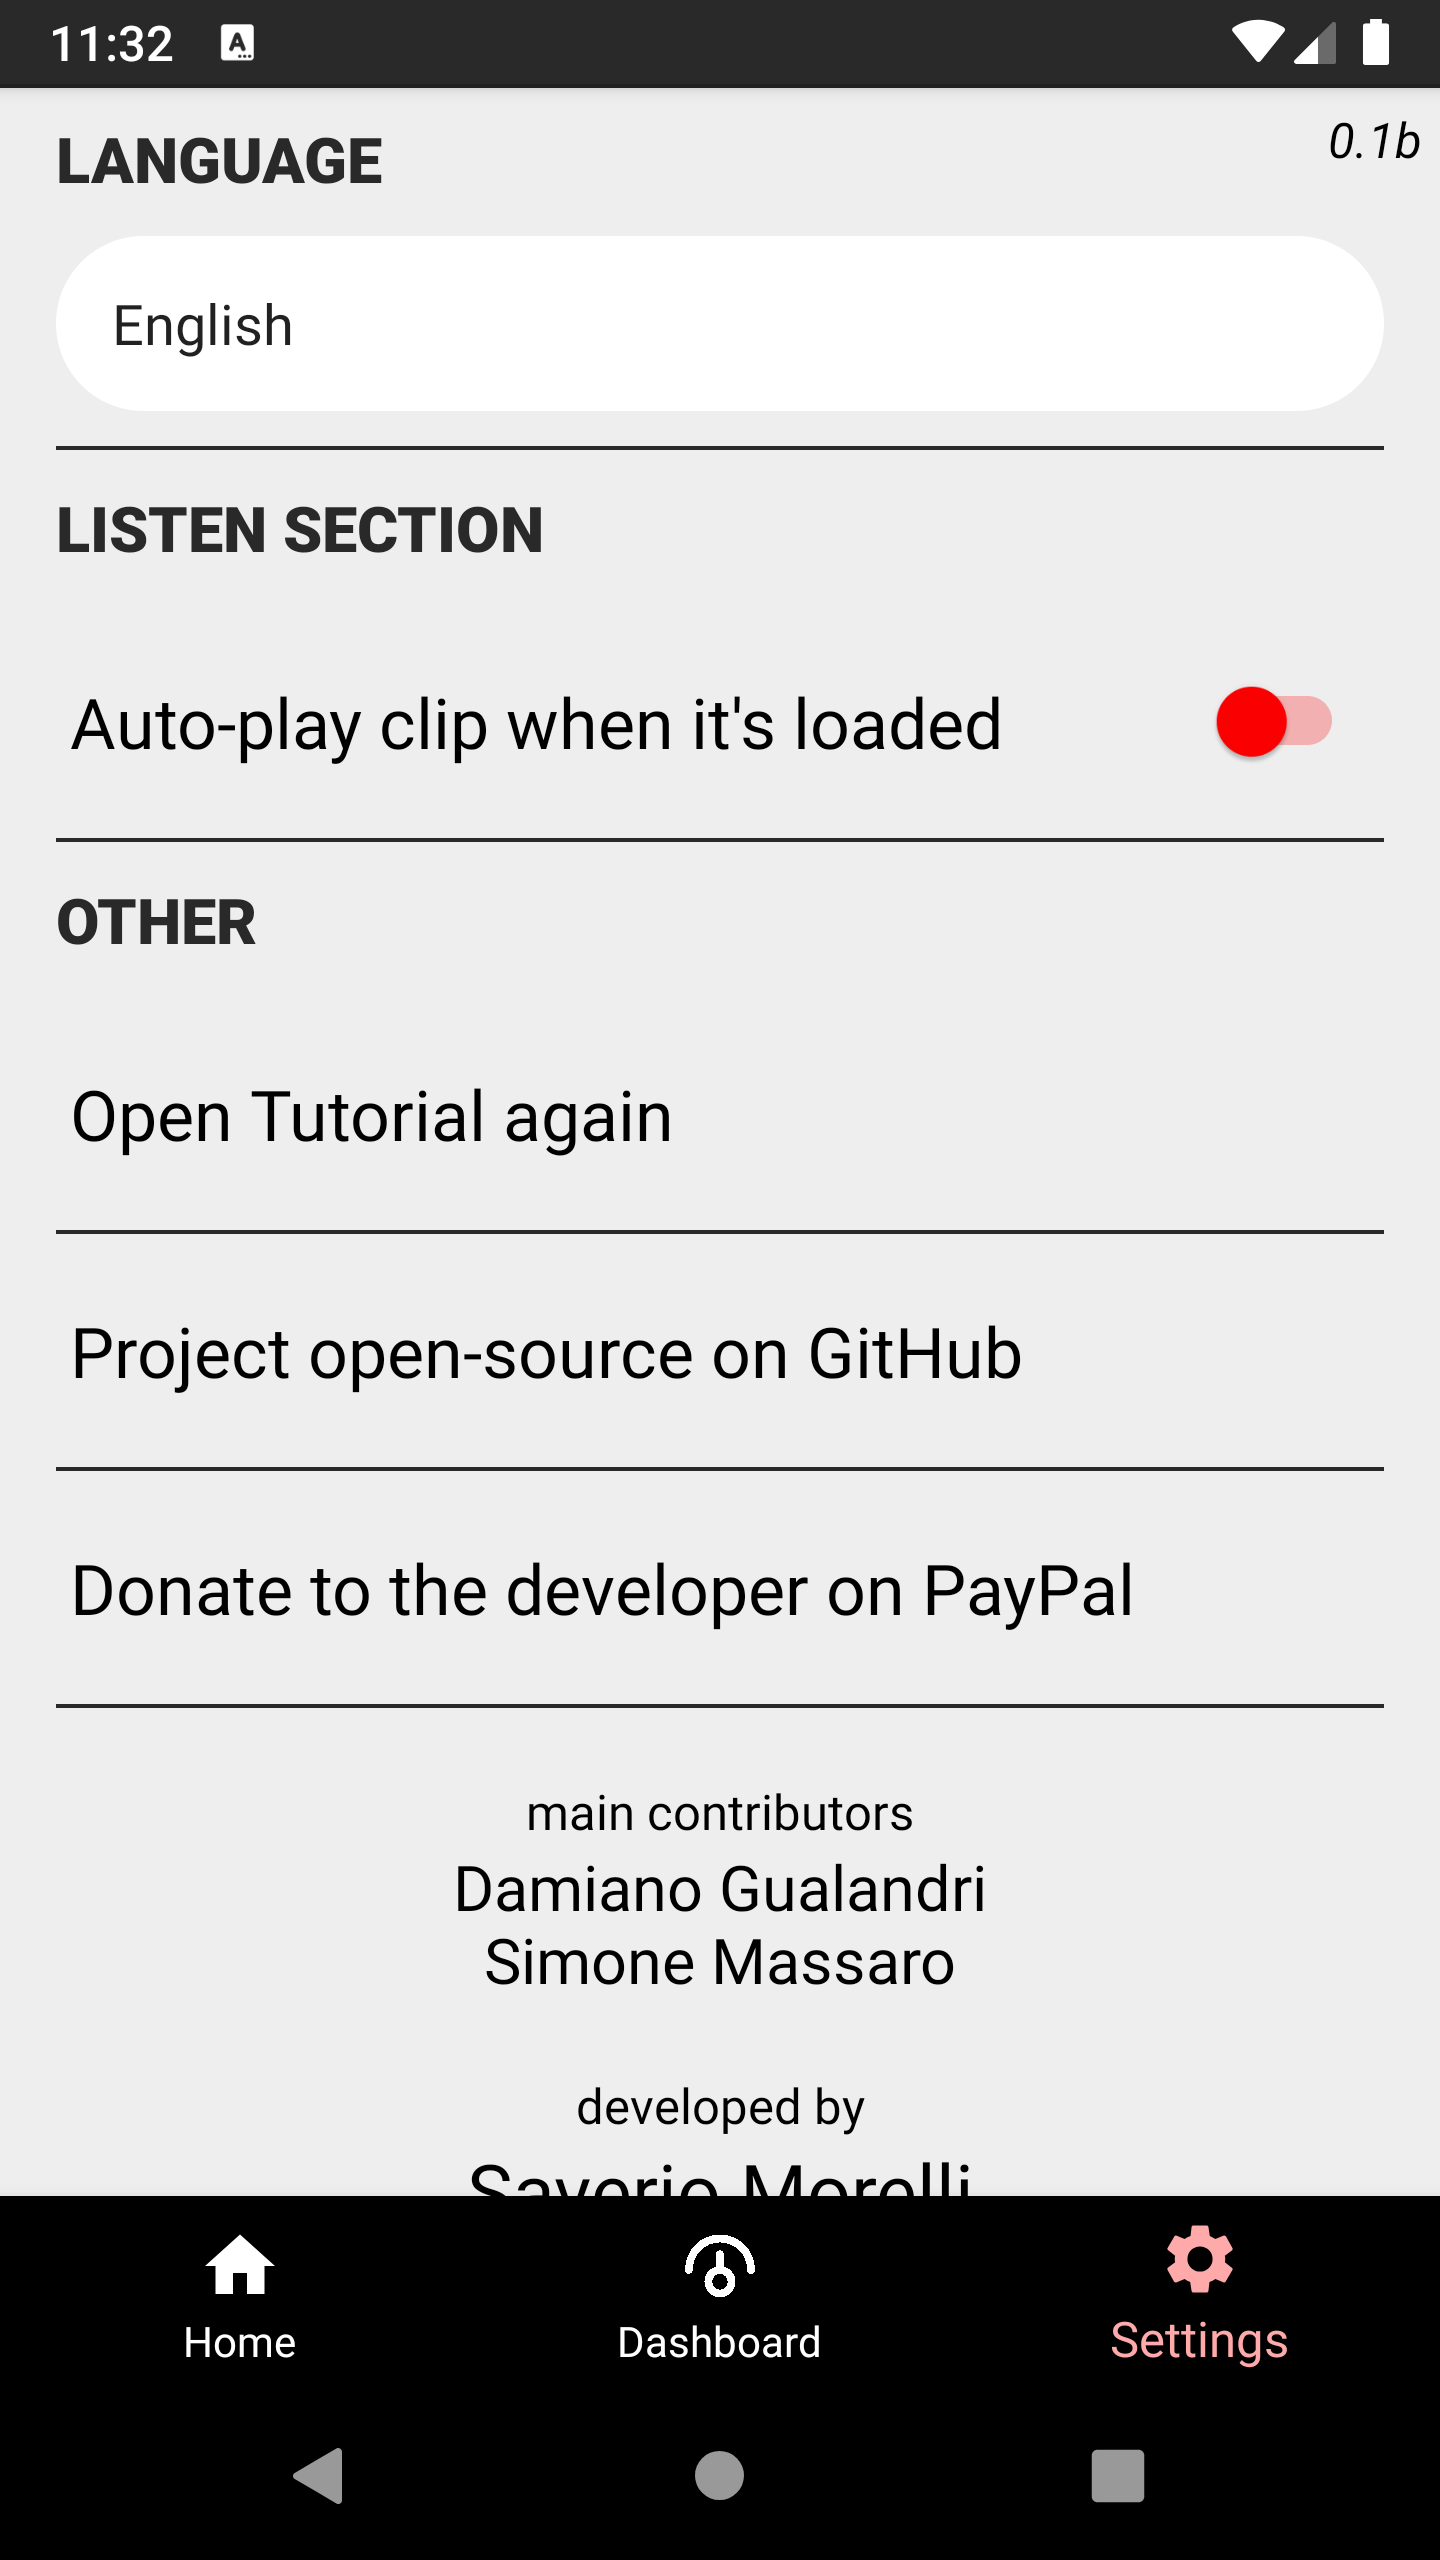 11:32
LANGUAGE
0.1b
English
LISTEN SECTION
Auto-play clip when it's loaded
OTHER
Open Tutorial again
Project open-source on GitHub
Donate to the developer on PayPal
main contributors
Damiano Gualandri
Simone Massaro
developed by
Saverio Morelli
Home
Dashboard
Settings